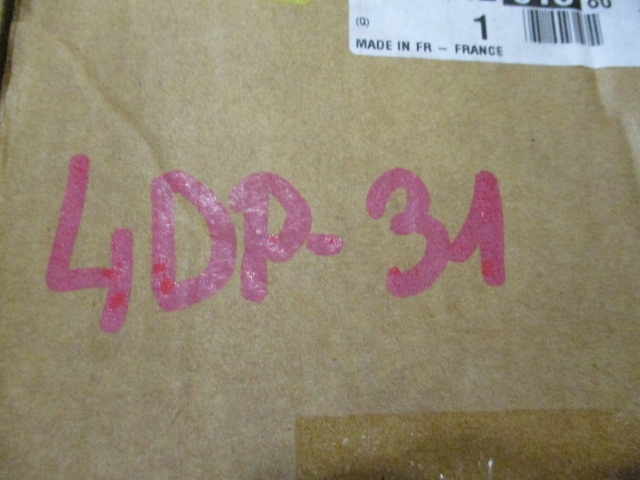 (Q) 1
MADE IN FR - FRANCE
4DP-31